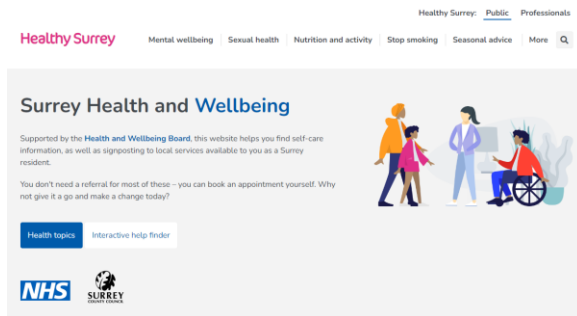 Healthy Surrey: Public Professionals
Healthy Surrey
Mental wellbeing Sexual health Nutrition and activity Stop smoking Seasonal advice More
Surrey Health and Wellbeing
Supported by the Health and Wellbeing Board, this website helps you find self-care
information, as well as signposting to local services available to you as a Surrey
resident.
You don't need a referral for most of these – you can book an appointment yourself. Why
not give it a go and make a change today?
Health topics Interactive help finder
NHS
SURREY
COUNTY COUNCIL